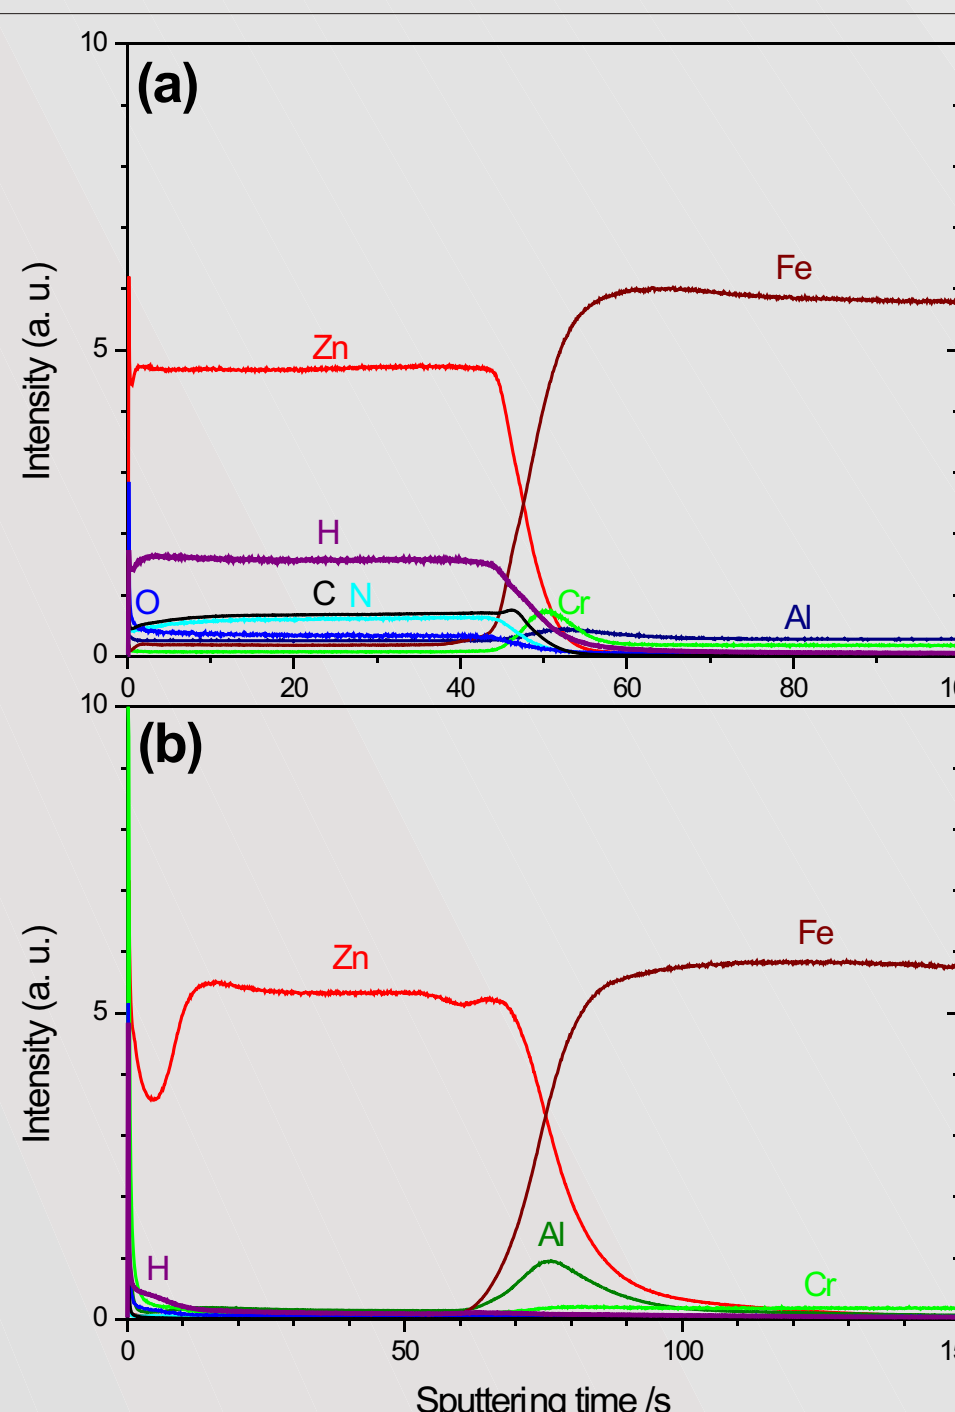 (a)
10
Fe
Zn
5
Intensity (a. u.)
H
C N
O
Cr
Al
0
0 20 40 60 80
10
(b)
Fe
Zn
5
Intensity (a. u.)
Al
H
Cr
0
0 50 100
Sputtering time /s